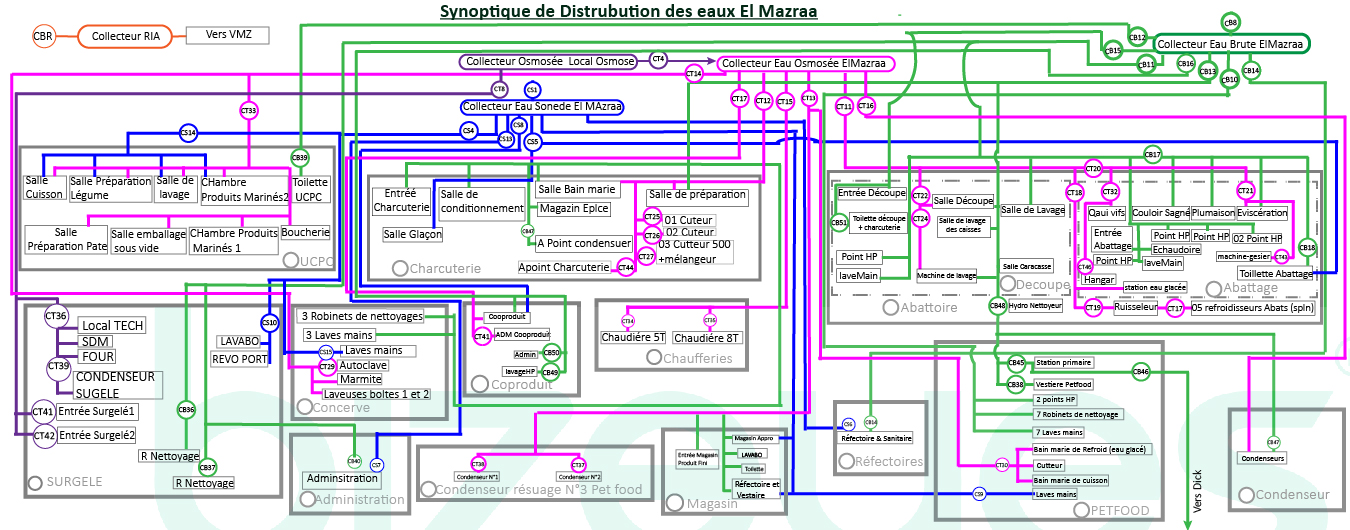 Synoptique de Distrubution des eaux El Mazraa
CBR
Collecteur RIA
Vers VMZ
CB8
CB12
Collecteur Eau Brute ElMazraa
CB15
CB11
CB16
CB13
CB14
CB10
Collecteur Osmosée Local Osmose
CT4
Collecteur Eau Osmosée ElMazraa
CT14
CT8
CS1
CT17
CT12
CT15
CT13
CT11
CT16
CT33
Collecteur Eau Sonede El MAzraa
CS14
CS4
CS13
CS8
CS5
CB39
CB17
CT20
Salle
Cuisson
Salle Préparation
Légume
Salle de
lavage
CHambre
Produits Marinés2
Toilette
UCPC
Salle
Préparation Pate
Salle emballage
sous vide
CHambre Produits
Marinés 1
Boucherie
UCPC
Entréé
Charcuterie
Salle de
conditionnement
Salle Bain marie
Magazin Epice
Salle de préparation
Salle Glaçon
CB47
A Point condensuer
Apoint Charcuterie
CT44
CT25
01 Cuteur
CT26
02 Cuteur
CT27
03 Cutteur 500
+mélangeur
Charcuterie
Entrée Découpe
CB51
Toilette découpe
+ charcuterie
Point HP
laveMain
CT22
CT24
Salle Découpe
Salle de lavage
des caisses
Machine de lavage
Salle de Lavage
Salle Caracasse
Decoupe
Abattoire
CT18
CT32
CT21
Qaui vifs
Couloir Sagné
Plumaison
Eviscération
Entrée
Abattage
Point HP
Point HP
02 Point HP
Echaudoire
Point HP
laveMain
machine-gesier
CT43
CB18
CT46
Hangar
Toillette Abattage
station eau glacée
Abattage
CT19
Ruisseleur
CT17
05 refroidisseurs Abats (spin)
CB48
Hydro Nettoyeur
CT36
Local TECH
SDM
FOUR
CT39
CONDENSEUR
SUGELE
CT41
Entrée Surgelé1
CT42
Entrée Surgelé2
SURGELE
CS10
LAVABO
REVO PORT
CB36
R Nettoyage
CB37
R Nettoyage
3 Robinets de nettoyages
3 Laves mains
CS15
Laves mains
CT29
Autoclave
Marmite
Laveuses boites 1 et 2
Concerve
Cooproduit
CT41
ADM Cooproduit
Admin
CB50
lavageHP
CB49
Coproduit
CT34
CT35
Chaudiére 5T
Chaudiére 8T
Chaufferies
CB40
CS7
Adminsitration
Administration
CT38
CT37
Condenseur N°1
Condenseur N°2
Condenseur résuage N°3 Pet food
Entrée Magasin
Produit Fini
Magasin Appro
LAVABO
Toilette
Réfectoire et
Vestaire
Magasin
CS6
CB14
Réfectoire & Sanitaire
Réfectoires
CB45
Station primaire
CB46
CB38
Vestiere Petfood
2 points HP
7 Robinets de nettoyage
7 Laves mains
Bain marie de Refroid (eau glacé)
CT30
Cutteur
Bain marie de cuisson
CS9
Laves mains
PETFOOD
Vers Dick
CB47
Condenseurs
Condenseur